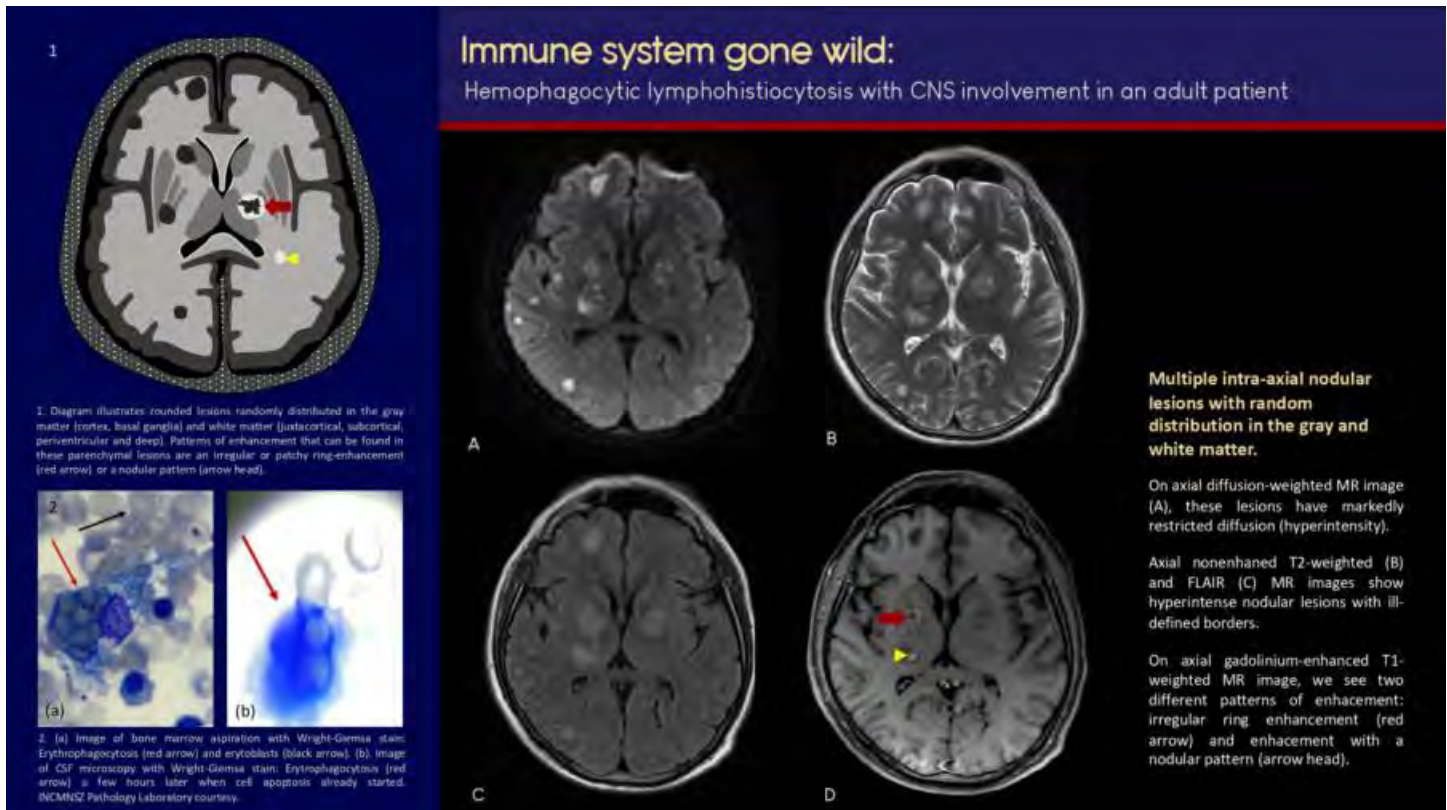 1
Immune system gone wild:
Hemophagocytic lymphohistiocytosis with CNS involvement in an adult patient
1. Diagram illustrates rounded lesions randomly distributed in the gray
matter (cortex, basal ganglia) and white matter (juxtacortical, subcortical,
periventricular and deep). Patterns of enhancement that can be found in
these parenchymal lesions are an irregular or patchy ring-enhancement
(red arrow) or a nodular pattern (arrow head).
2
(a)
(b)
2. (a) Image of bone marrow aspiration with Wright-Giemsa stain:
Erythrophagocytosis (red arrow) and erytoblasts (black arrow). (b). Image
of CSF microscopy with Wright-Giemsa stain: Erytrophagocytosis (red
arrow) a few hours later when cell apoptosis already started.
INCMNSZ Pathology Laboratory courtesy.
A
B
C
D
Multiple intra-axial nodular
lesions with random
distribution in the gray and
white matter.
On axial diffusion-weighted MR image
(A), these lesions have markedly
restricted diffusion (hyperintensity).
Axial nonenhaned T2-weighted (B)
and FLAIR (C) MR images show
hyperintense nodular lesions with ill-
defined borders.
On axial gadolinium-enhanced T1-
weighted MR image, we see two
different patterns of enhacement:
irregular ring enhancement (red
arrow) and enhacement with a
nodular pattern (arrow head).